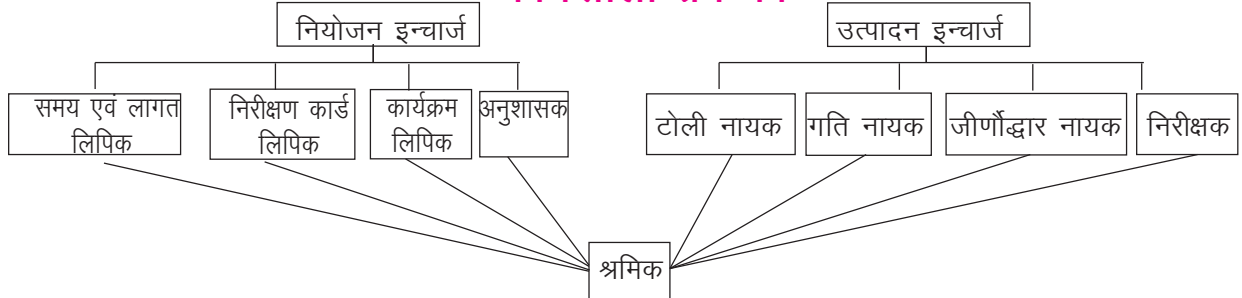 नियोजन इन्चार्ज
उत्पादन इन्चार्ज
समय एवं लागत
लिपिक
निरीक्षण कार्ड
लिपिक
कार्यक्रम
लिपिक
अनुशासक
टोली नायक
गति नायक
जीर्णोद्धार नायक
निरीक्षक
श्रमिक